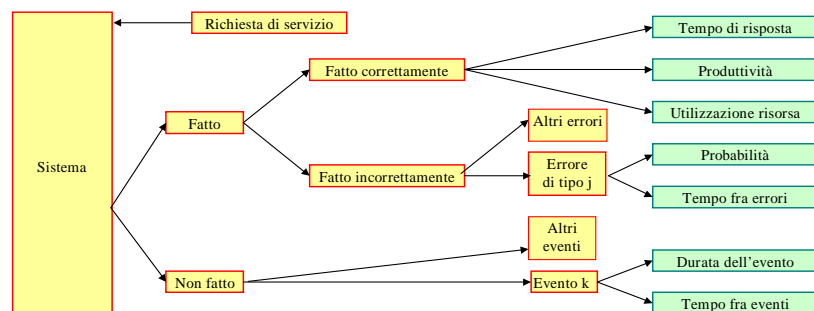 Richiesta di servizio
Tempo di risposta
Fatto correttamente
Produttività
Utilizzazione risorsa
Fatto
Altri errori
Sistema
Probabilità
Errore
di tipo j
Fatto incorrettamente
Tempo fra errori
Altri
eventi
Durata dell'evento
Non fatto
Evento k
Tempo fra eventi